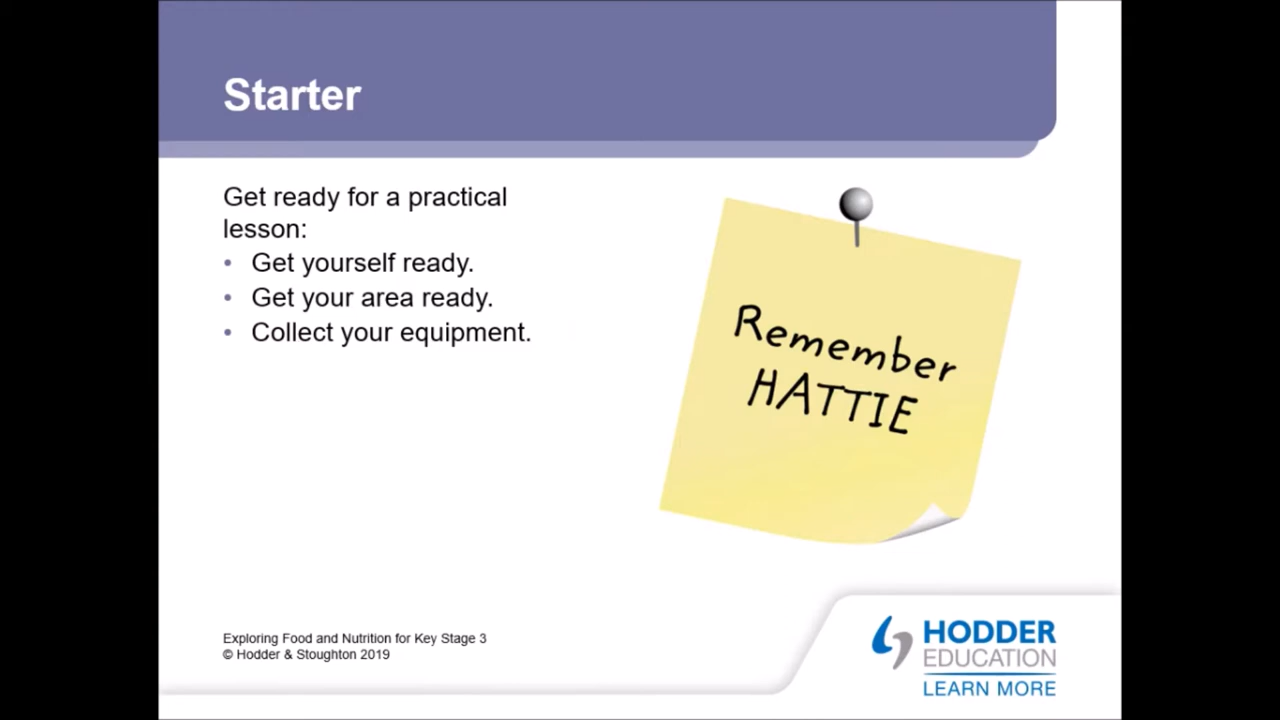 Starter
Get ready for a practical
lesson:
• Get yourself ready.
• Get your area ready.
• Collect your equipment.
Remember
HATTIE
Exploring Food and Nutrition for Key Stage 3
© Hodder & Stoughton 2019
HODDER
EDUCATION
LEARN MORE